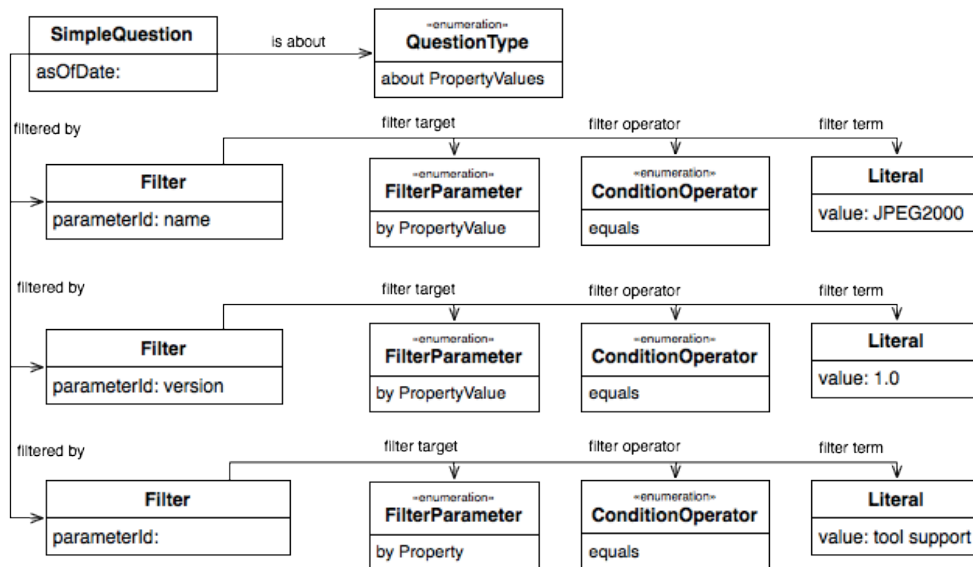 SimpleQuestion
asOfDate:
is about
«enumeration»
QuestionType
about PropertyValues
filtered by
filter target
filter operator
filter term
Filter
parameterId: name
«enumeration»
FilterParameter
by PropertyValue
«enumeration»
ConditionOperator
equals
Literal
value: JPEG2000
filtered by
filter target
filter operator
filter term
Filter
parameterId: version
«enumeration»
FilterParameter
by PropertyValue
«enumeration»
ConditionOperator
equals
Literal
value: 1.0
filtered by
filter target
filter operator
filter term
Filter
parameterId:
«enumeration»
FilterParameter
by Property
«enumeration»
ConditionOperator
equals
Literal
value: tool support